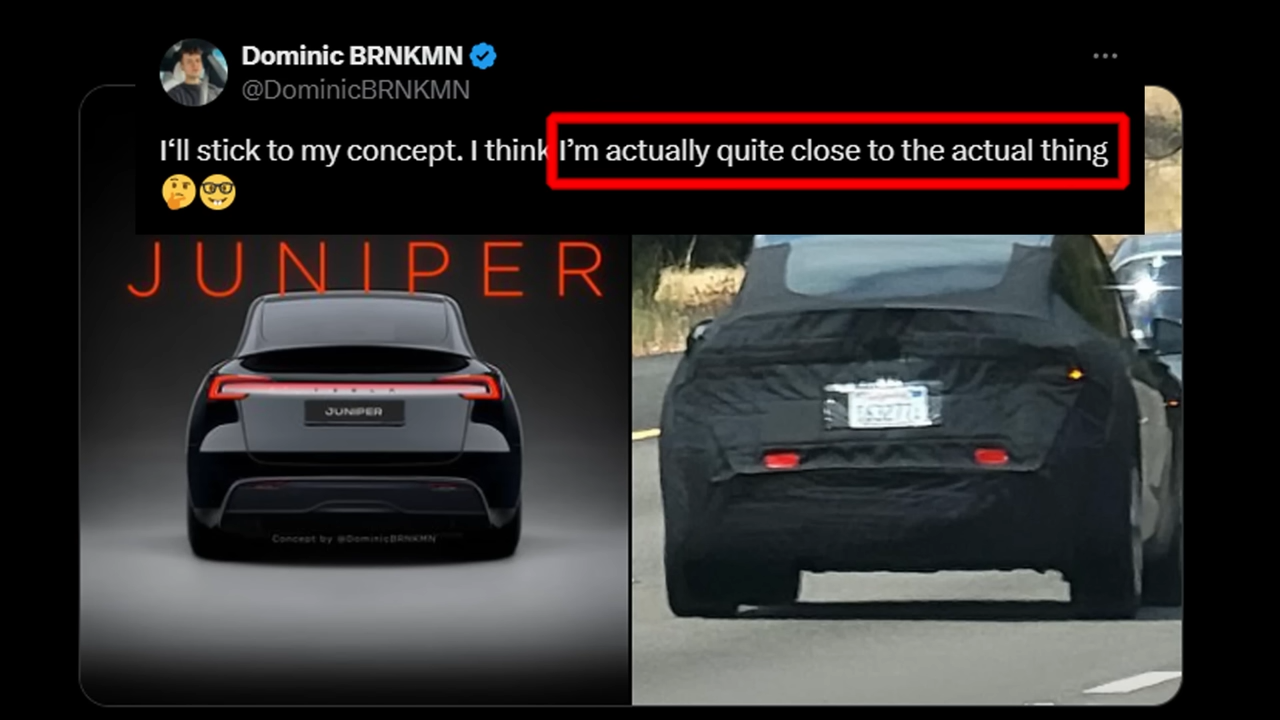 Dominic BRNKMN
@DominicBRNKMN
I‘ll stick to my concept. I think I’m actually quite close to the actual thing
🤔🤓
JUNIPER
TESLA
JUNIPER
Concept by @DominicBRNKMN